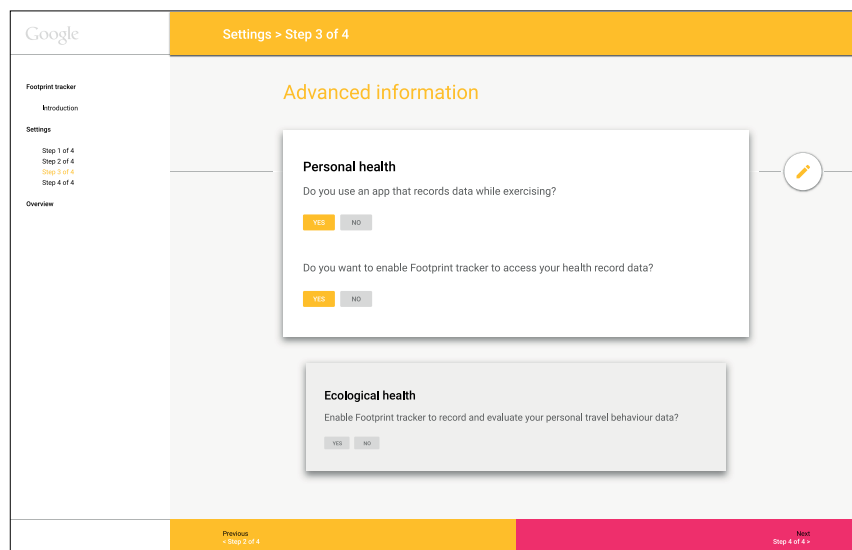 Google
Settings > Step 3 of 4
Footprint tracker
Introduction
Settings
Step 1 of 4
Step 2 of 4
Step 3 of 4
Step 4 of 4
Overview
Advanced information
Personal health
Do you use an app that records data while exercising?
YES NO
Do you want to enable Footprint tracker to access your health record data?
YES NO
Ecological health
Enable Footprint tracker to record and evaluate your personal travel behaviour data?
YES NO
Previous
< Step 2 of 4
Next
Step 4 of 4 >